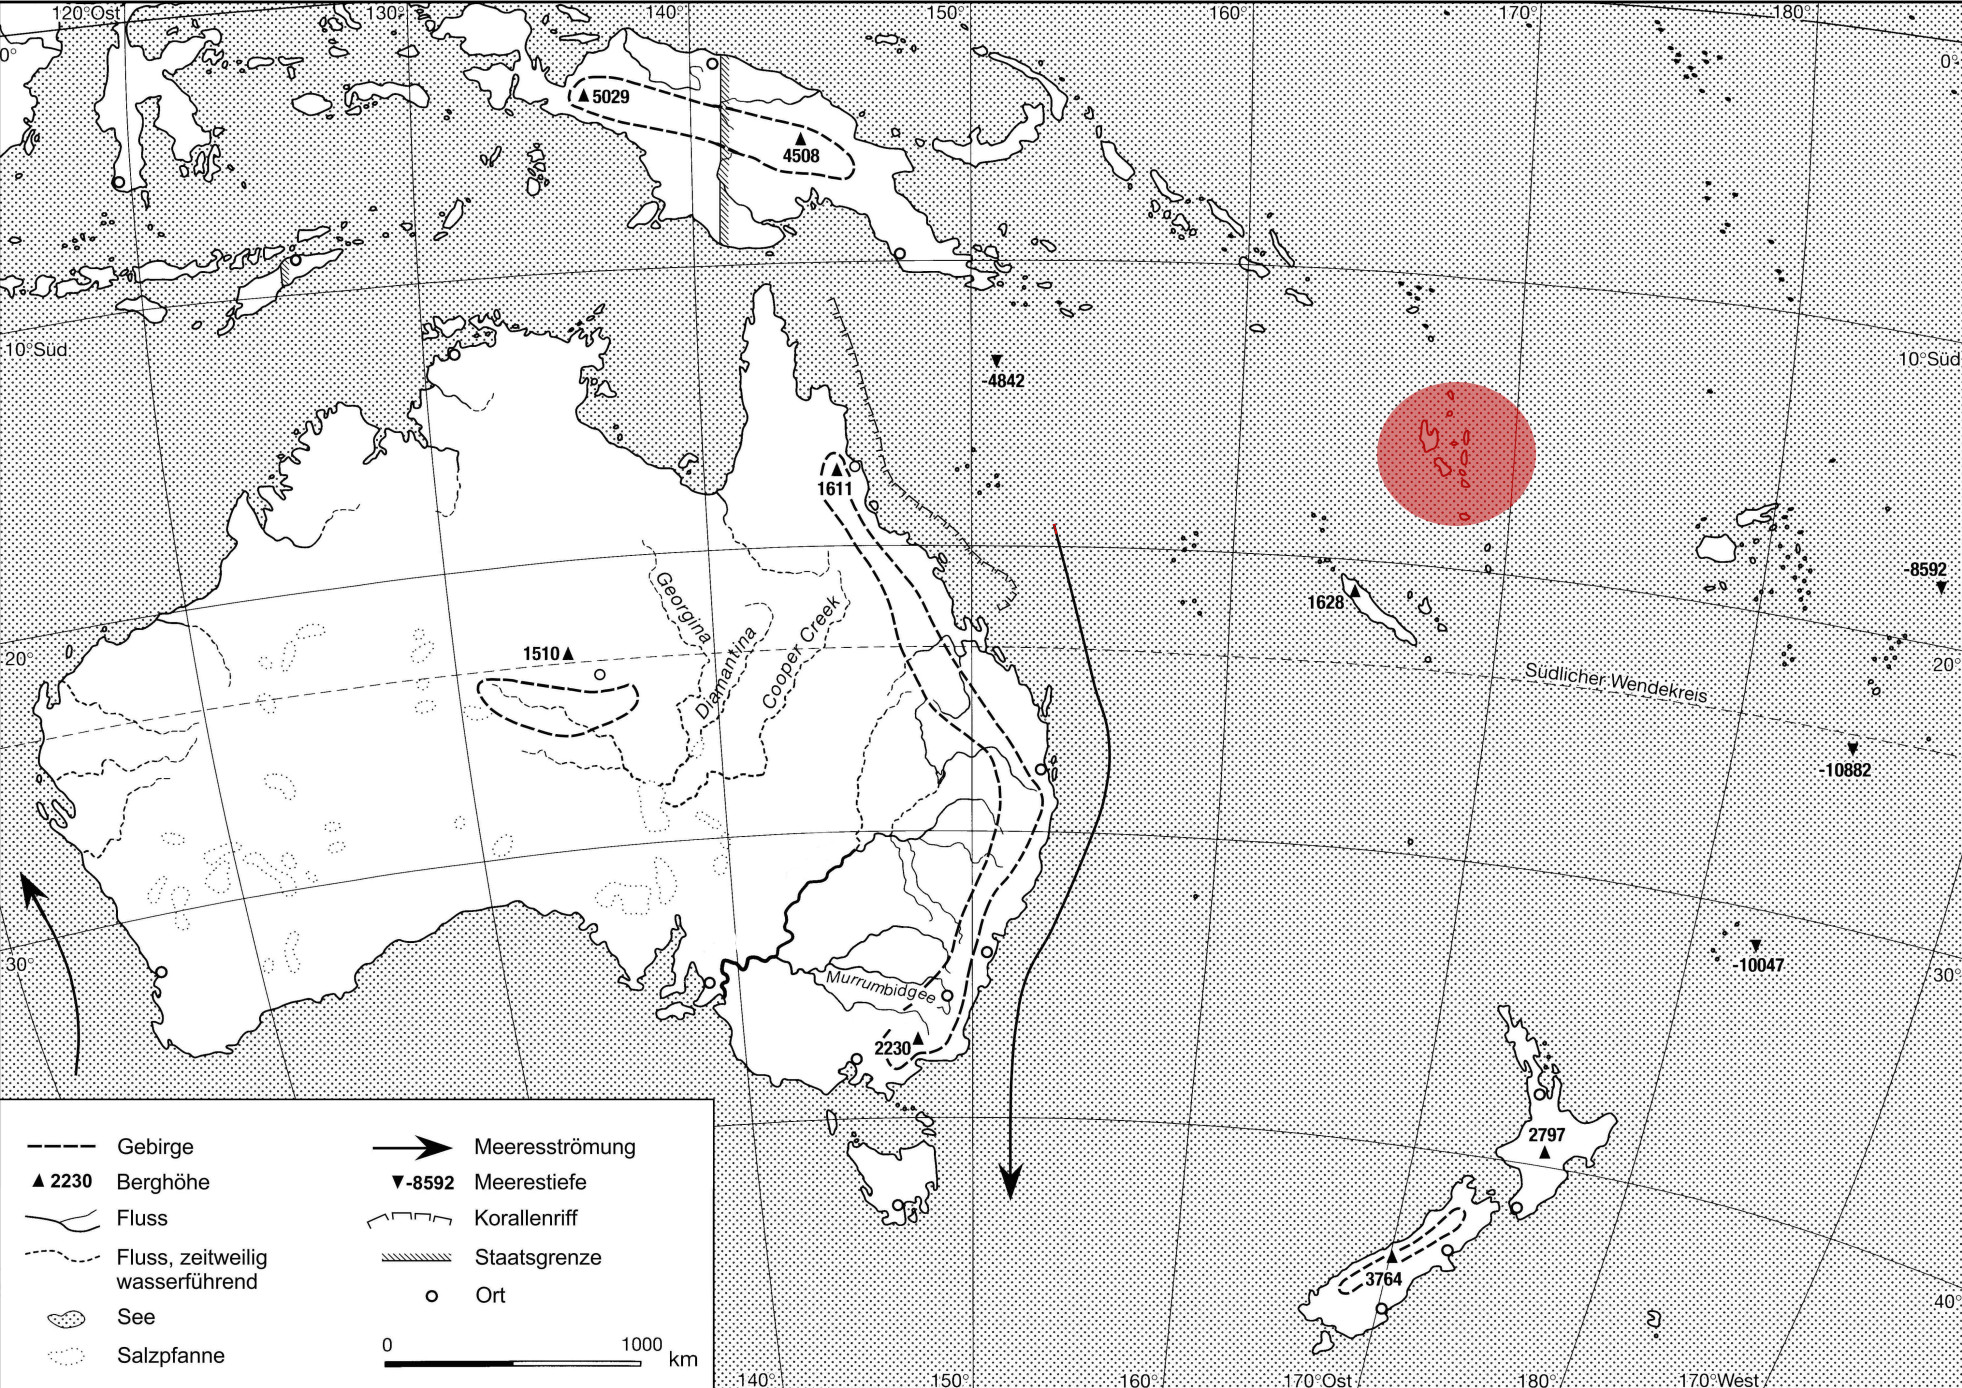 120°Ost
130°
140°
150°
160°
170°
180°
0°
0°
5029
4508
10°Süd
-4842
10°Süd
1611
-8592
Georgina
Diamantina
Cooper Creek
1628
1510
20°
20°
Südlicher Wendekreis
-10882
30°
-10047
30°
Murrumbidgee
2230
2797
3764
40°
Gebirge
2230 Berghöhe
Fluss
Fluss, zeitweilig
wasserführend
See
Salzpfanne
Meeresströmung
-8592 Meerestiefe
Korallenriff
Staatsgrenze
Ort
0 1000 km
140°
150°
160°
170°Ost
180°
170°West